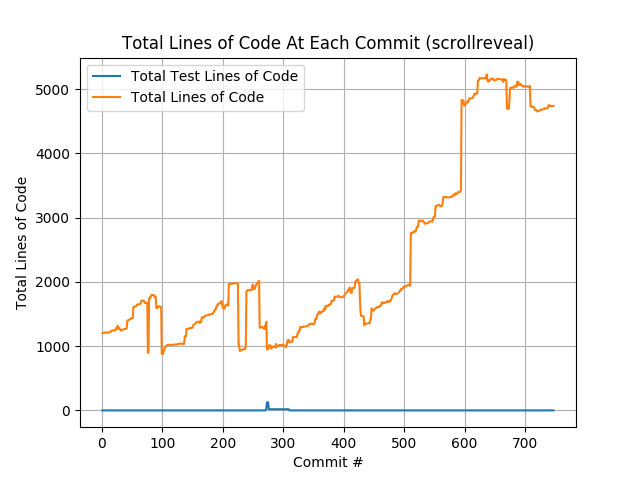 Total Lines of Code At Each Commit (scrollreveal)
Total Test Lines of Code
Total Lines of Code
Total Lines of Code
5000
4000
3000
2000
1000
0
0 100 200 300 400 500 600 700
Commit #